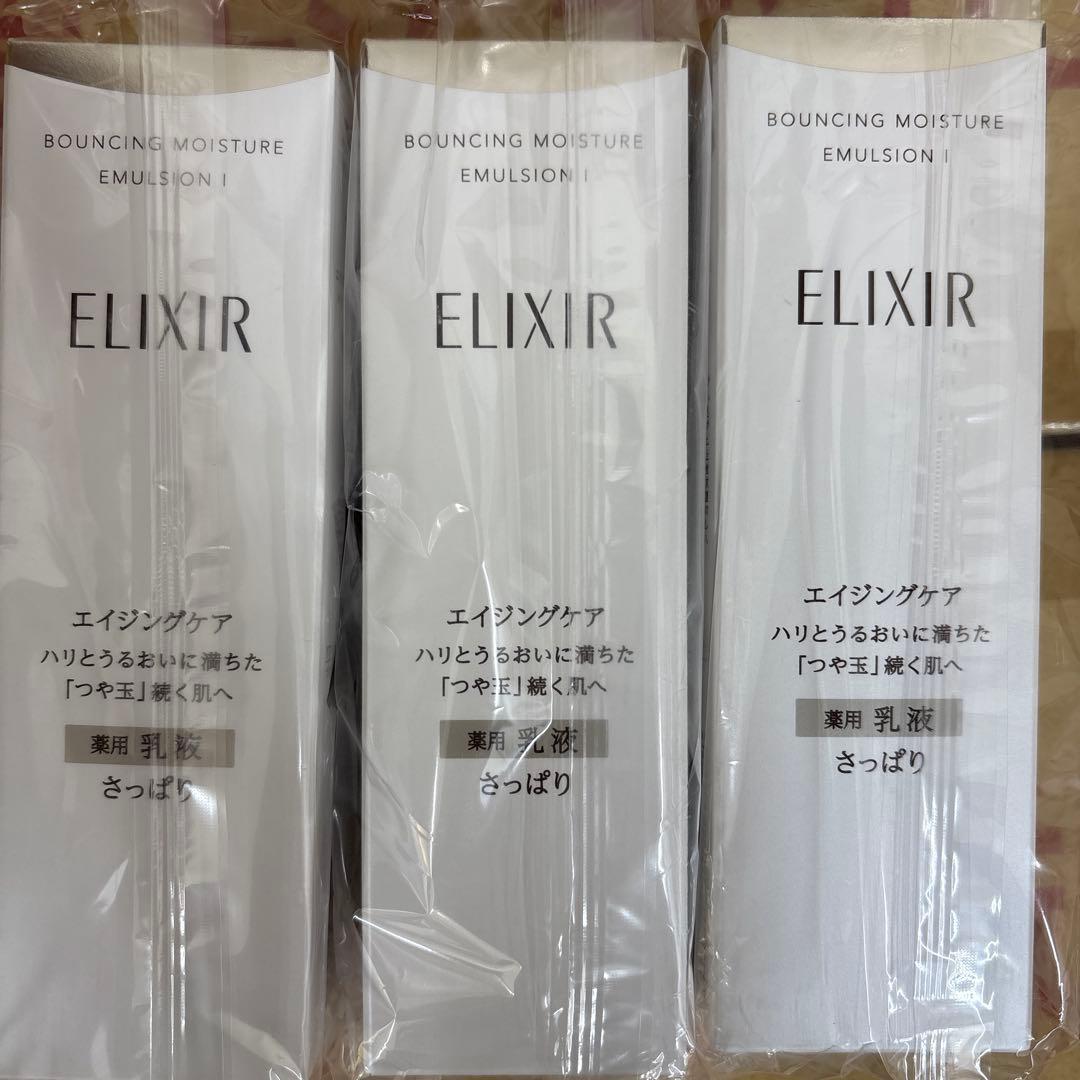 BOUNCING MOISTURE
EMULSION I
ELIXIR
エイジングケア
ハリとうるおいに満ちた
「つや玉」続く肌へ
薬用 乳液
さっぱり
BOUNCING MOISTURE
EMULSION I
ELIXIR
エイジングケア
ハリとうるおいに満ちた
「つや玉」続く肌へ
薬用 乳液
さっぱり
BOUNCING MOISTURE
EMULSION I
ELIXIR
エイジングケア
ハリとうるおいに満ちた
「つや玉」続く肌へ
薬用 乳液
さっぱり